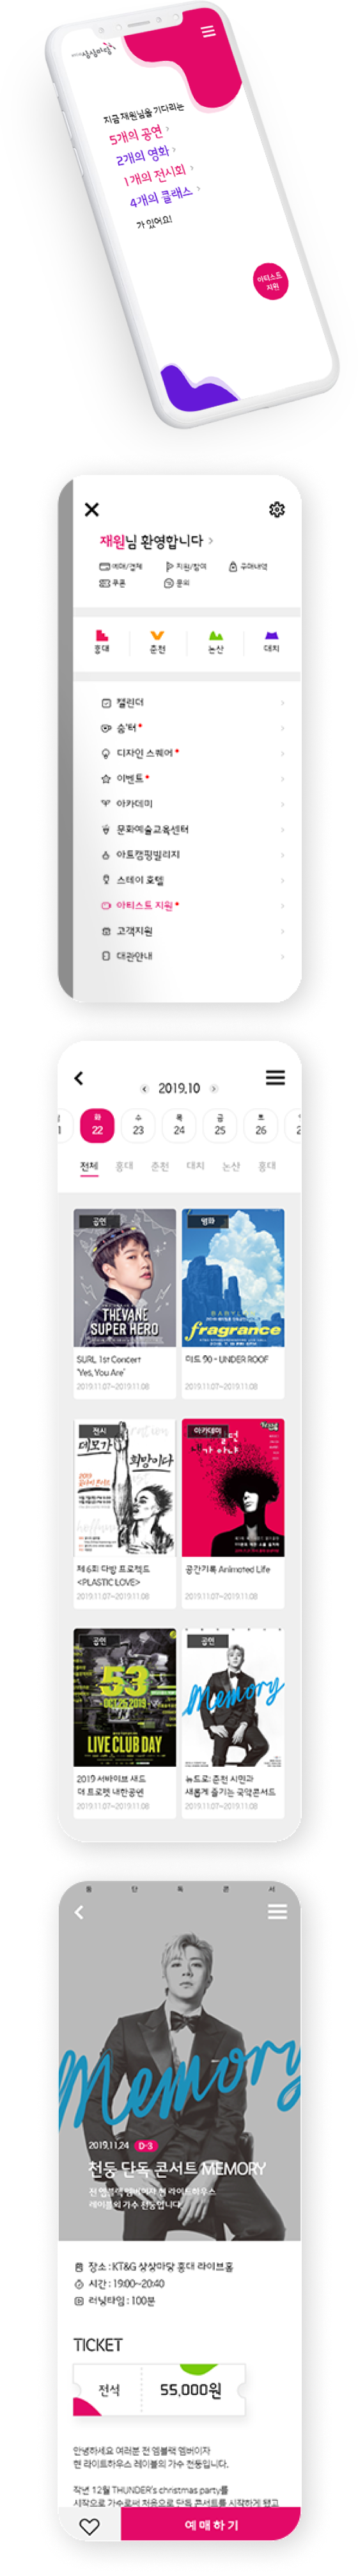 상상마당
지금 재원님을 기다리는
5개의 공연
2개의 영화
1개의 전시회
4개의 클래스
가 있어요!
아티스트
지원
재원님 환영합니다
예매/결제 지원/참여 구매내역
쿠폰 문의
홍대 춘천 논산 대치
캘린더
숨'터
디자인 스퀘어
이벤트
아카데미
문화예술교육센터
아트캠핑빌리지
스테이 호텔
아티스트 지원
고객지원
대관안내
2019.10
화 수 목 금 토
22 23 24 25 26
전체 홍대 춘천 대치 논산 홍대
공연
THE VANE
SUPER HERO
SURL 1st Concert
'Yes, You Are'
2019.11.07~2019.11.08
영화
BABYLON
fragrance
미드 90 - UNDER ROOF
2019.11.07~2019.11.08
전시
데모가
희망이다
제 6회 다방 프로젝트
<PLASTIC LOVE>
2019.11.07~2019.11.08
아카데미
공간기록 Animated Life
2019.11.07~2019.11.08
공연
53
OCT 25 2019
LIVE CLUB DAY
2019 서바이브 섀드
더 프로젯 내한공연
2019.11.07~2019.11.08
공연
Memory
뉴드로: 춘천 시민과
새롭게 즐기는 국악콘서트
2019.11.07~2019.11.08
둥 단 독 콘 서
Memory
2019.11.24 D-3
천둥 단독 콘서트 MEMORY
전 엠블랙 멤버이자 현 라이트하우스
레이블의 가수 천둥입니다.
장소 : KT&G 상상마당 홍대 라이브홀
시간 : 19:00~20:40
러닝타임 : 100분
TICKET
전석 55,000원
안녕하세요 여러분 전 엠블랙 멤버이자
현 라이트하우스 레이블의 가수 천둥입니다.
작년 12월 THUNDER's christmas party를
시작으로 가수로서 처음으로 단독 콘서트를 시작하게 됐고
예매하기